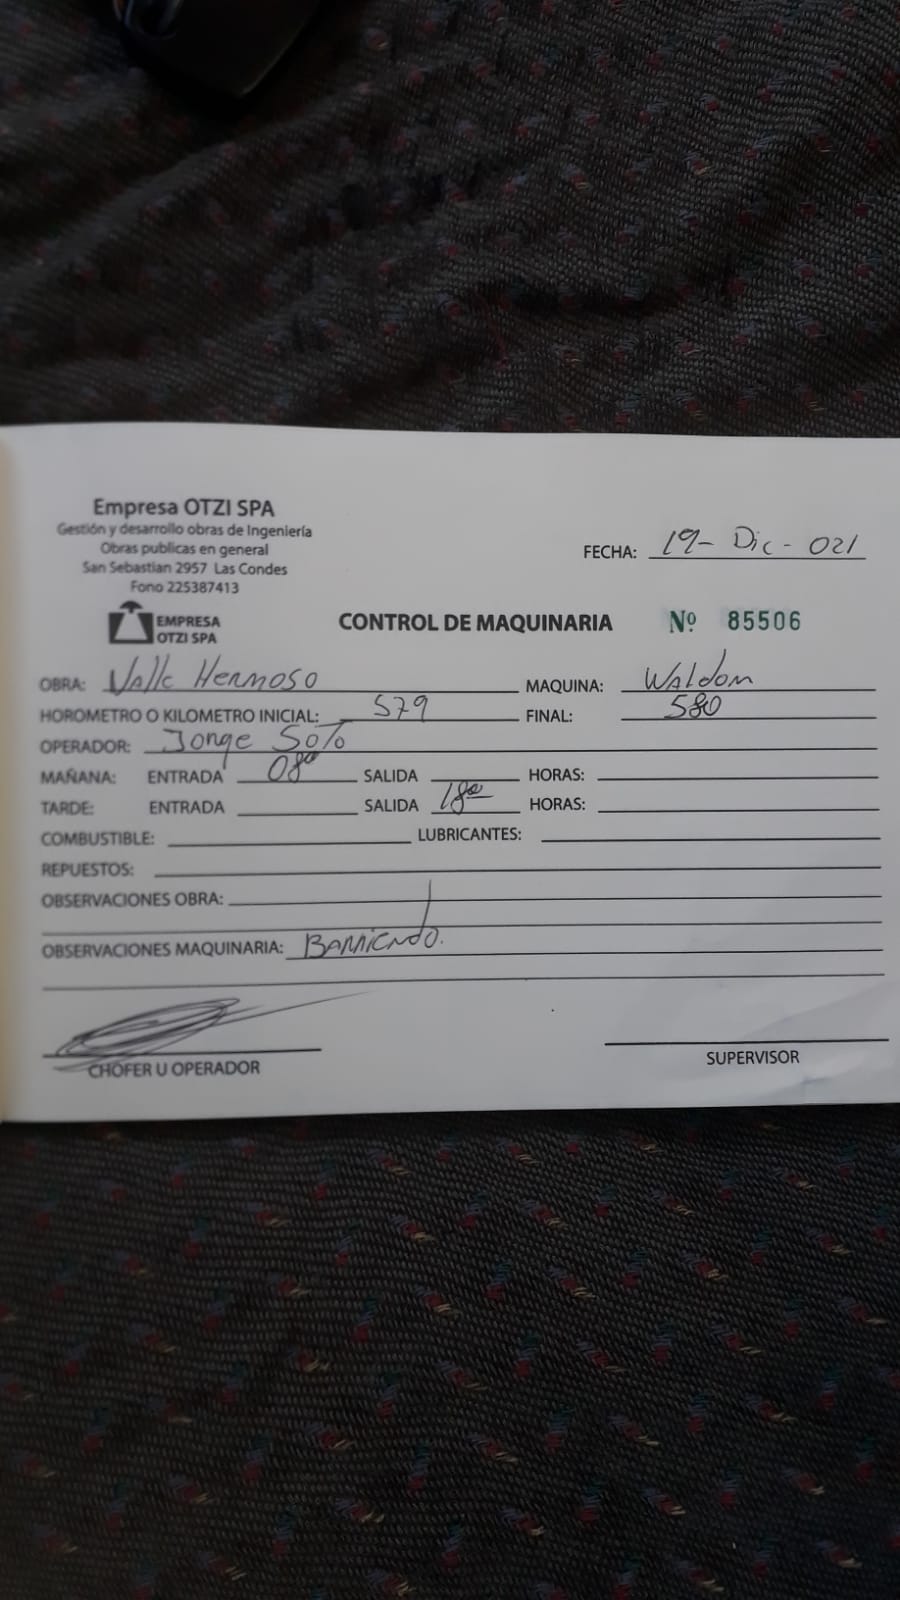 Empresa OTZI SPA
Gestión y desarrollo obras de Ingeniería
Obras publicas en general
San Sebastian 2957 Las Condes
Fono 225387413
FECHA: 19- Dic - 021
EMPRESA
OTZI SPA
CONTROL DE MAQUINARIA Nº 85506
OBRA: Valle Hermoso MAQUINA: Waldom
HOROMETRO O KILOMETRO INICIAL: 579 FINAL: 580
OPERADOR: Jorge Soto
MAÑANA: ENTRADA 08⁰⁰ SALIDA HORAS:
TARDE: ENTRADA SALIDA 18⁰⁰ HORAS:
COMBUSTIBLE: LUBRICANTES:
REPUESTOS:
OBSERVACIONES OBRA:
OBSERVACIONES MAQUINARIA: Barriendo.
CHOFER U OPERADOR SUPERVISOR